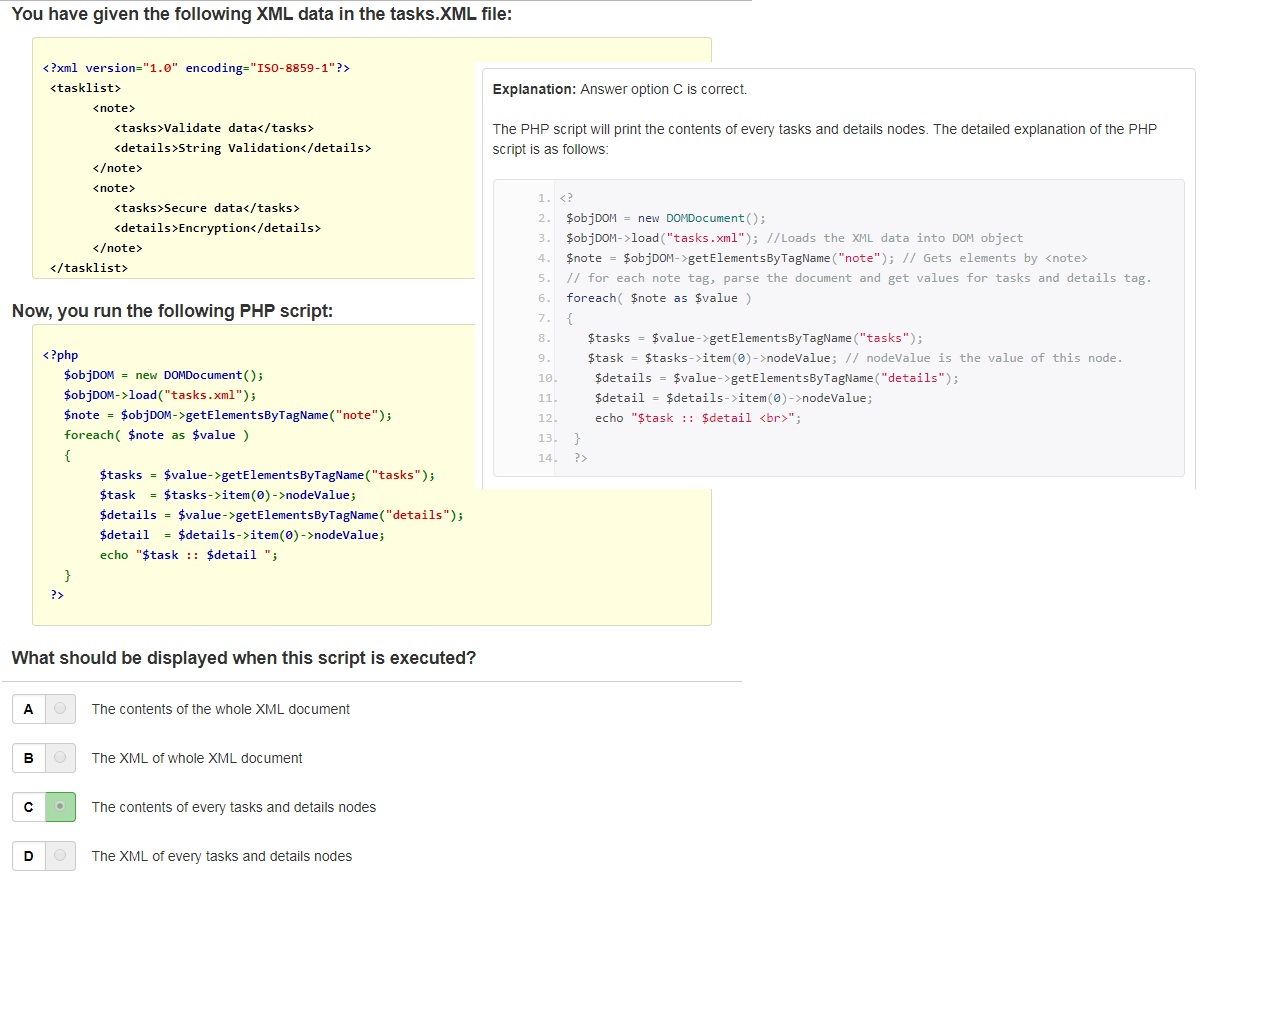 You have given the following XML data in the tasks.XML file:
<?xml version="1.0" encoding="ISO-8859-1"?>
<tasklist>
<note>
<tasks>Validate data</tasks>
<details>String Validation</details>
</note>
<note>
<tasks>Secure data</tasks>
<details>Encryption</details>
</note>
</tasklist>
Now, you run the following PHP script:
<?php
$objDOM = new DOMDocument();
$objDOM->load("tasks.xml");
$note = $objDOM->getElementsByTagName("note");
foreach( $note as $value )
{
$tasks = $value->getElementsByTagName("tasks");
$task  = $tasks->item(0)->nodeValue;
$details = $value->getElementsByTagName("details");
$detail  = $details->item(0)->nodeValue;
echo "$task :: $detail ";
}
?>
Explanation: Answer option C is correct.
The PHP script will print the contents of every tasks and details nodes. The detailed explanation of the PHP
script is as follows:
1. <?
2. $objDOM = new DOMDocument();
3. $objDOM->load("tasks.xml"); //Loads the XML data into DOM object
4. $note = $objDOM->getElementsByTagName("note"); // Gets elements by <note>
5. // for each note tag, parse the document and get values for tasks and details tag.
6. foreach( $note as $value )
7. {
8. $tasks = $value->getElementsByTagName("tasks");
9. $task = $tasks->item(0)->nodeValue; // nodeValue is the value of this node.
10. $details = $value->getElementsByTagName("details");
11. $detail = $details->item(0)->nodeValue;
12. echo "$task :: $detail <br>";
13. }
14. ?>
What should be displayed when this script is executed?
A The contents of the whole XML document
B The XML of whole XML document
C The contents of every tasks and details nodes
D The XML of every tasks and details nodes